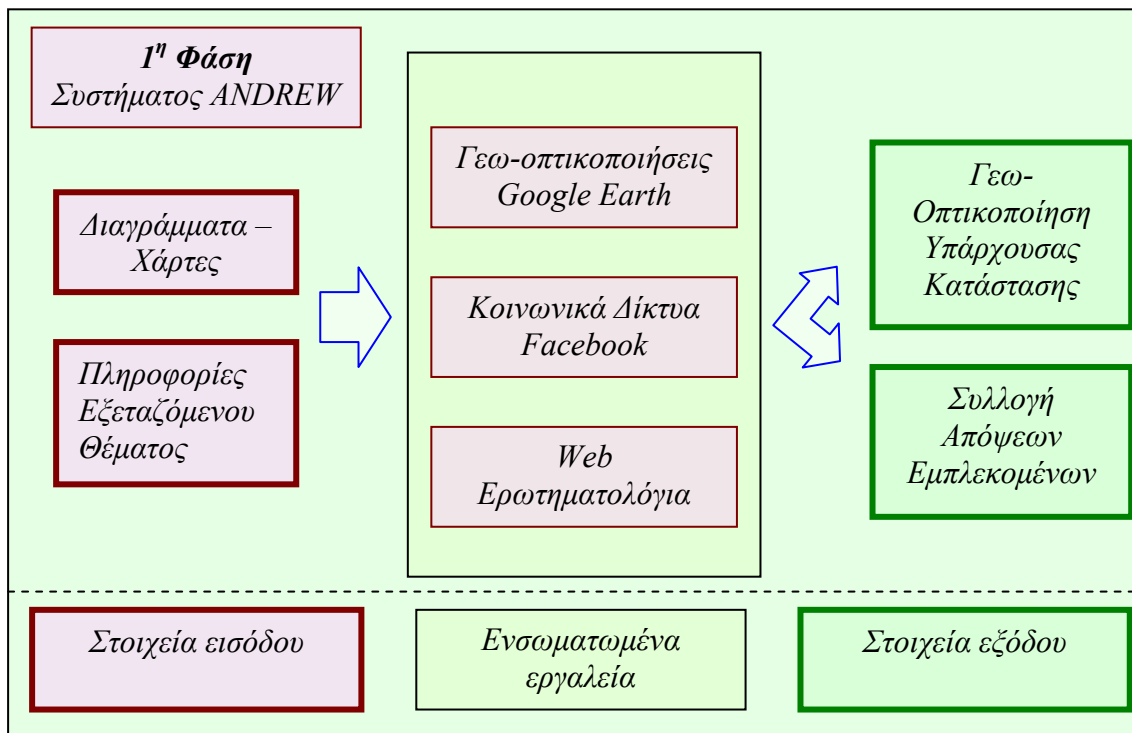 1η Φάση
Συστήματος ANDREW
Διαγράμματα –
Χάρτες
Πληροφορίες
Εξεταζόμενου
Θέματος
Γεω-οπτικοποιήσεις
Google Earth
Κοινωνικά Δίκτυα
Facebook
Web
Ερωτηματολόγια
Γεω-
Οπτικοποίηση
Υπάρχουσας
Κατάστασης
Συλλογή
Απόψεων
Εμπλεκομένων
Στοιχεία εισόδου
Ενσωματωμένα
εργαλεία
Στοιχεία εξόδου